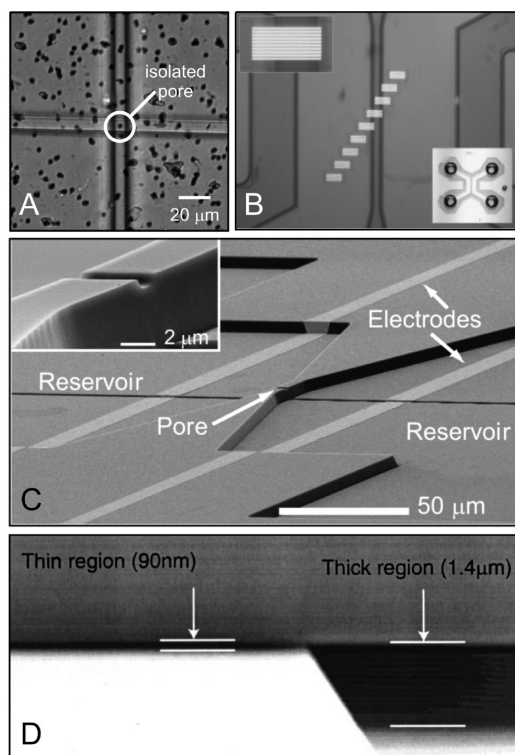 isolated
pore
20 μm
A
B
Electrodes
2 μm
Reservoir
Pore
Reservoir
50 μm
C
Thin region (90nm)
Thick region (1.4μm)
D